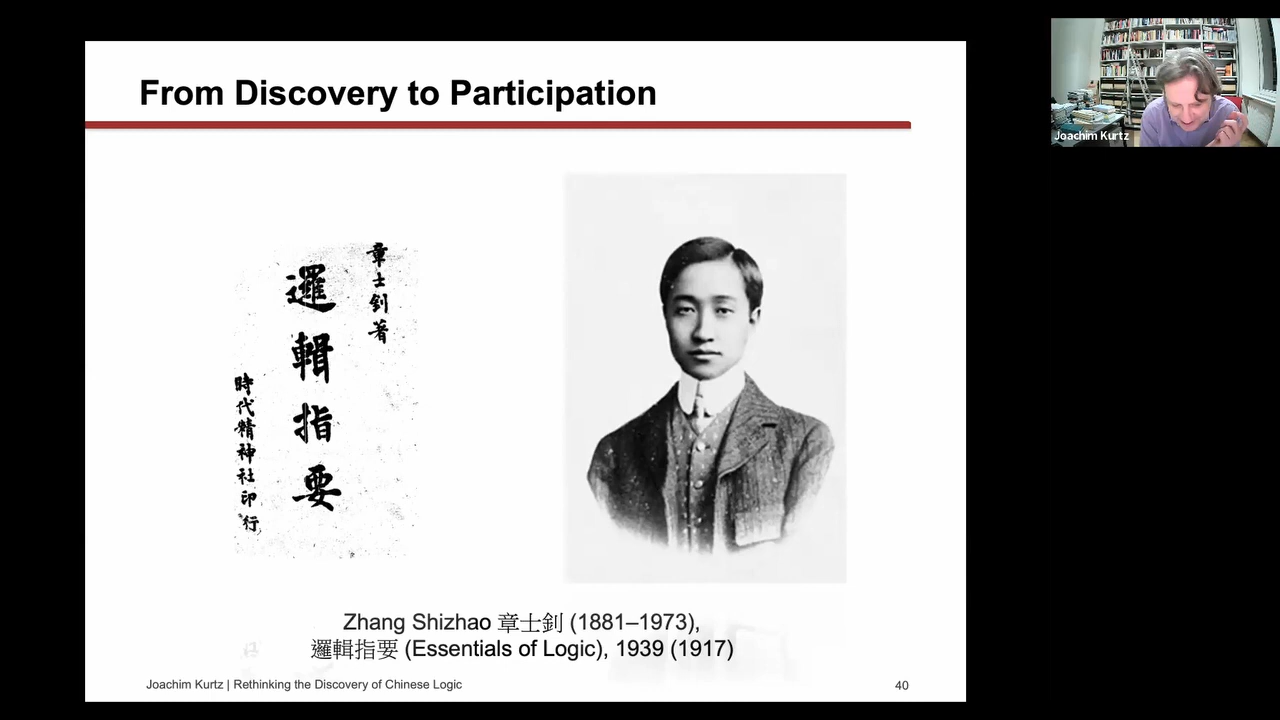 From Discovery to Participation
章士釗著
邏輯指要
時代精神社印行
Zhang Shizhao 章士釗 (1881–1973),
邏輯指要 (Essentials of Logic), 1939 (1917)
Joachim Kurtz | Rethinking the Discovery of Chinese Logic
40
Joachim Kurtz